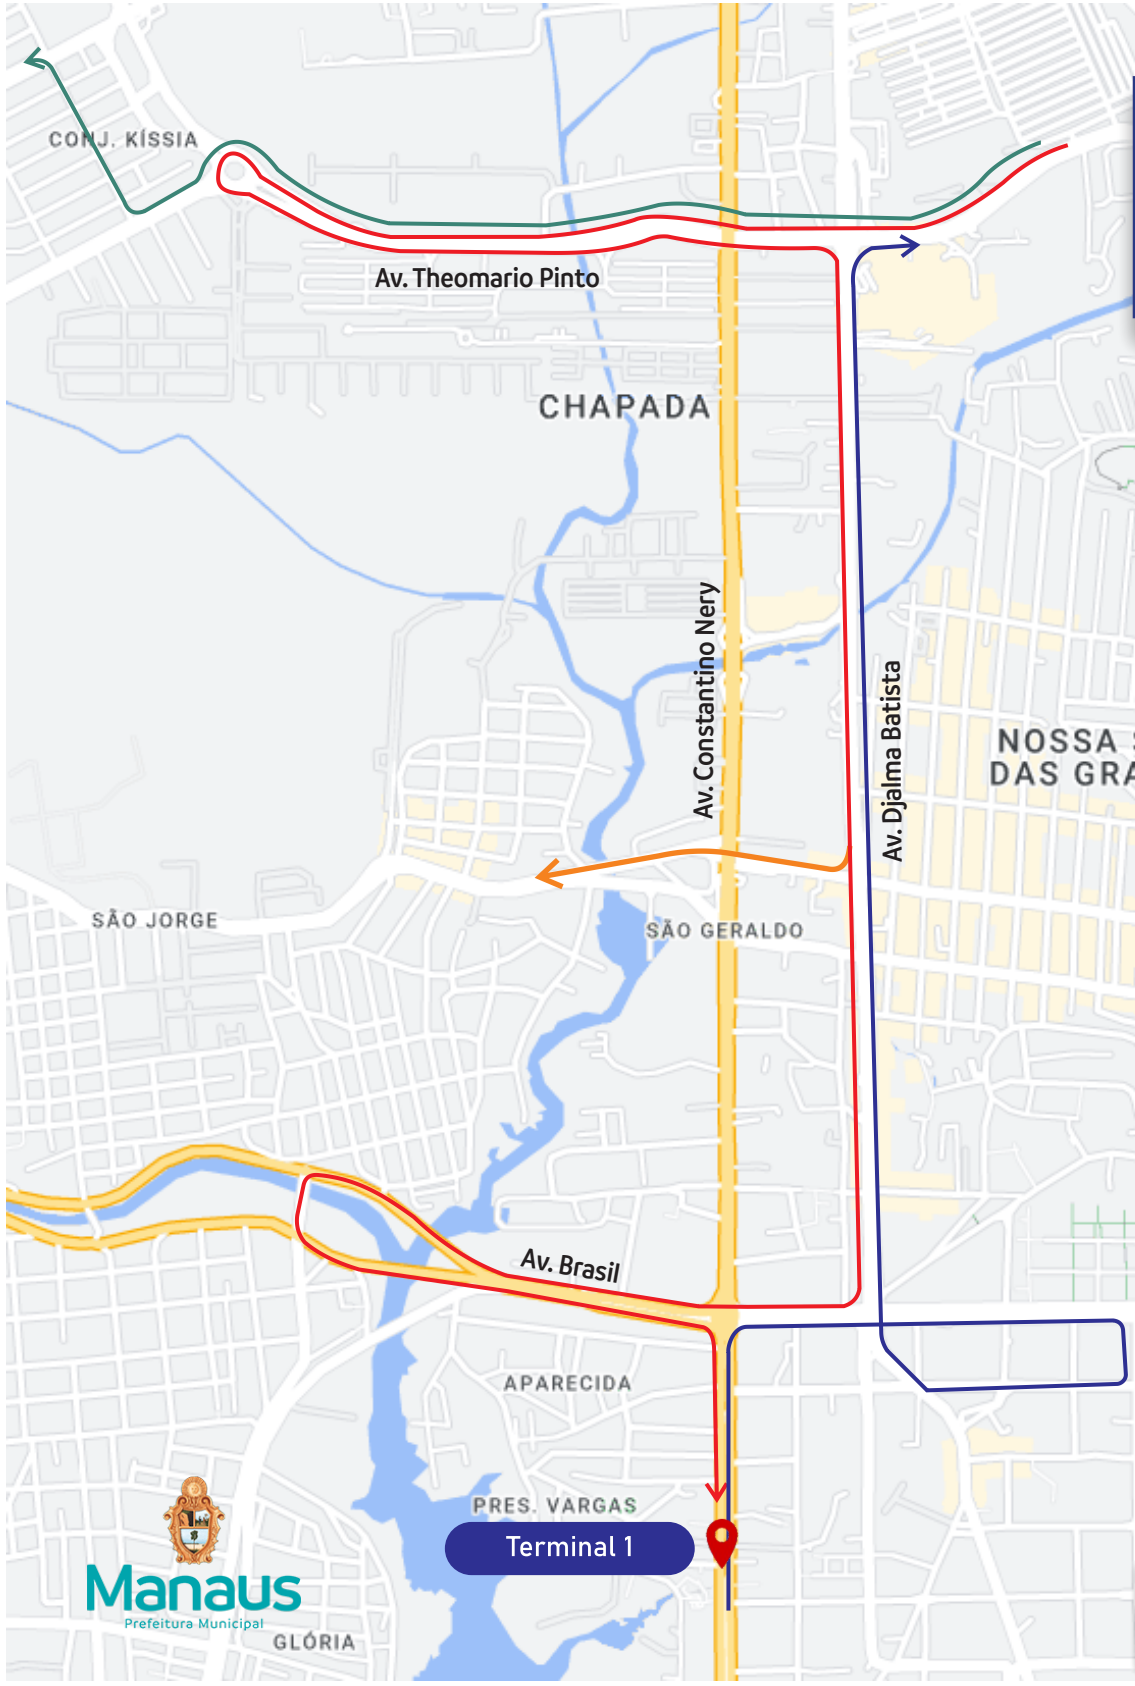 CONJ. KÍSSIA
Av. Theomario Pinto
CHAPADA
Av. Constantino Nery
Av. Djalma Batista
NOSSA
DAS GRA
SÃO JORGE
SÃO GERALDO
Av. Brasil
APARECIDA
PRES. VARGAS
Terminal 1
Manaus
Prefeitura Municipal
GLÓRIA